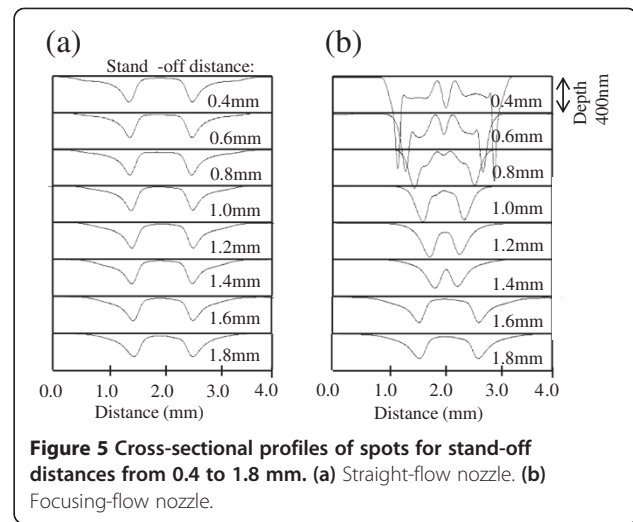 (a)
Stand -off distance:
0.4mm
0.6mm
0.8mm
1.0mm
1.2mm
1.4mm
1.6mm
1.8mm
0.0 1.0 2.0 3.0 4.0
Distance (mm)
(b)
0.4mm
0.6mm
0.8mm
1.0mm
1.2mm
1.4mm
1.6mm
1.8mm
0.0 1.0 2.0 3.0 4.0
Distance (mm)
Depth
400nm
Figure 5 Cross-sectional profiles of spots for stand-off
distances from 0.4 to 1.8 mm. (a) Straight-flow nozzle. (b)
Focusing-flow nozzle.